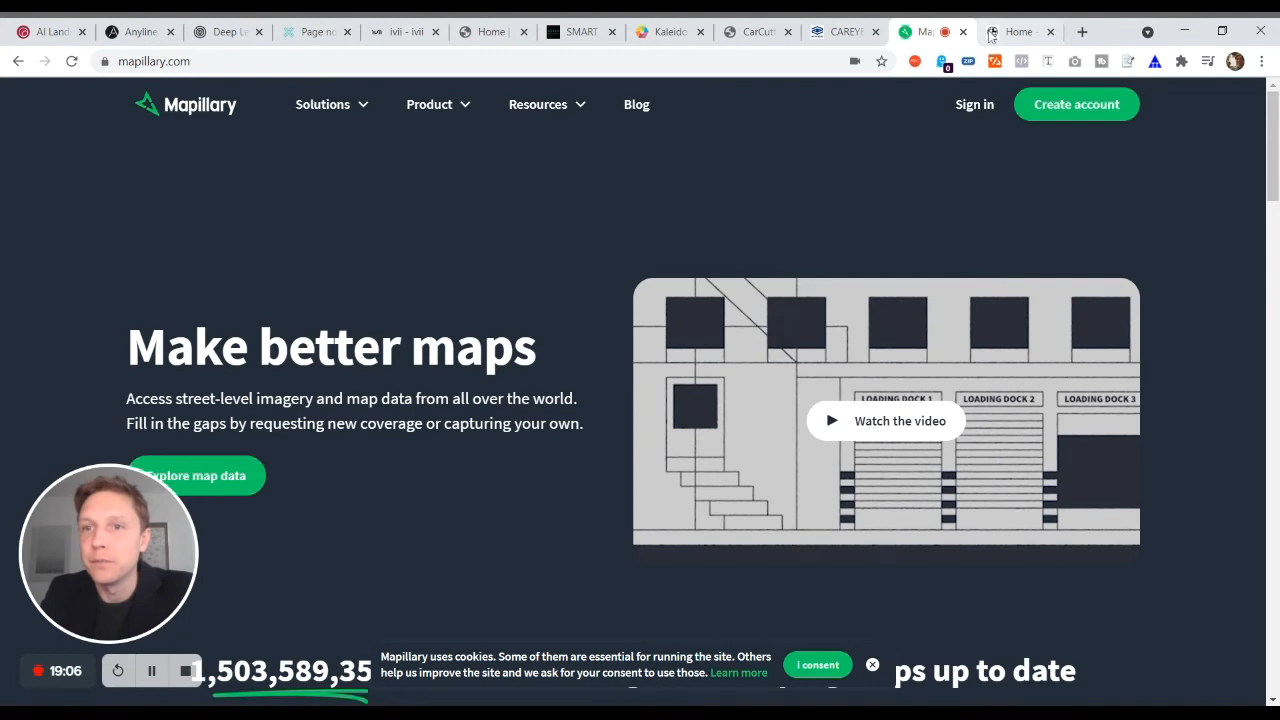 AI Land
Anyline
Deep Le
Page no
ivii - ivii
Home |
SMART
Kaleido
CarCutt
CAREYE
Ma
Home -
mapillary.com
0
ZIP
Mapillary
Solutions
Product
Resources
Blog
Sign in
Create account
Make better maps
Access street-level imagery and map data from all over the world.
Fill in the gaps by requesting new coverage or capturing your own.
Explore map data
LOADING DOCK 1
LOADING DOCK 2
LOADING DOCK 3
Watch the video
19:06
1,503,589,35
Mapillary uses cookies. Some of them are essential for running the site. Others
help us improve the site and we ask for your consent to use those. Learn more
I consent
ps up to date